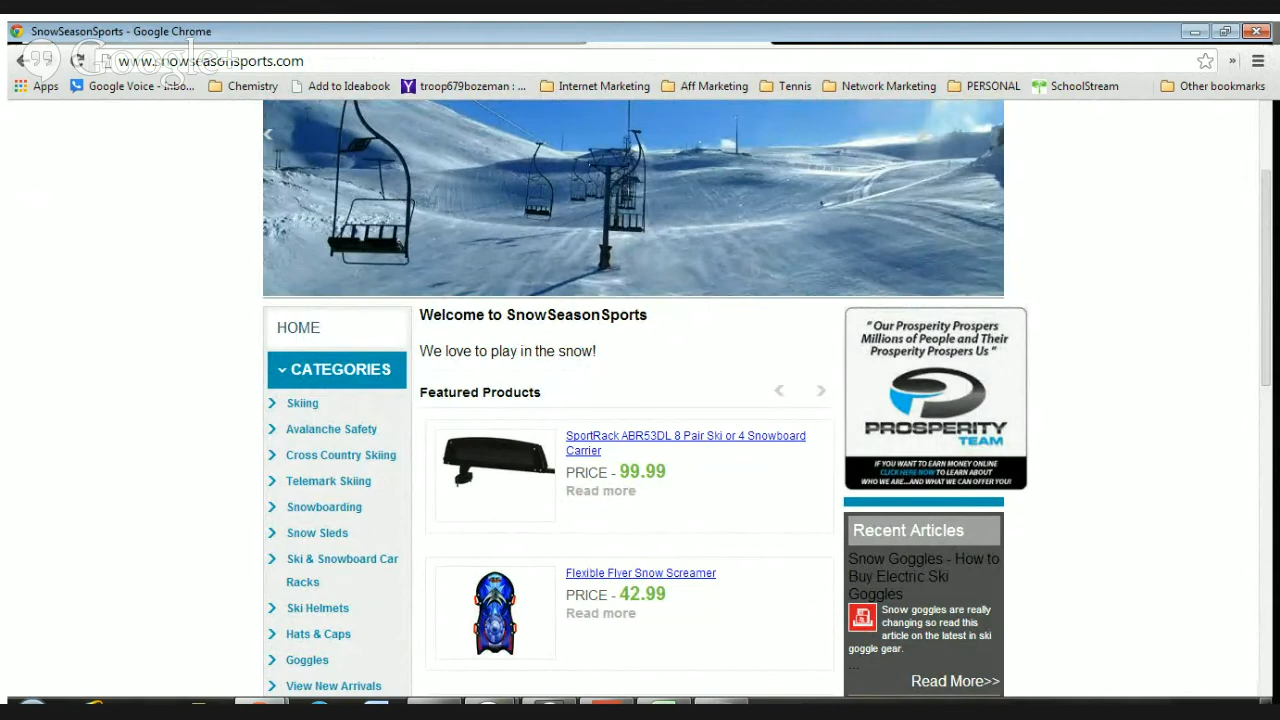 SnowSeasonSports - Google Chrome
Google+
www.snowseasonsports.com
Apps Google Voice - Inbo... Chemistry Add to Ideabook troop679bozeman : ... Internet Marketing Aff Marketing Tennis Network Marketing PERSONAL SchoolStream Other bookmarks
HOME
CATEGORIES
Skiing
Avalanche Safety
Cross Country Skiing
Telemark Skiing
Snowboarding
Snow Sleds
Ski & Snowboard Car
Racks
Ski Helmets
Hats & Caps
Goggles
View New Arrivals
Welcome to SnowSeasonSports
We love to play in the snow!
Featured Products
SportRack ABR53DL 8 Pair Ski or 4 Snowboard
Carrier
PRICE - 99.99
Read more
Flexible Flyer Snow Screamer
PRICE - 42.99
Read more
"Our Prosperity Prospers
Millions of People and Their
Prosperity Prospers Us"
PROSPERITY
TEAM
IF YOU WANT TO EARN MONEY ONLINE
CLICK HERE NOW TO LEARN ABOUT
WHO WE ARE...AND WHAT WE CAN OFFER YOU!
Recent Articles
Snow Goggles - How to
Buy Electric Ski
Goggles
Snow goggles are really
changing so read this
article on the latest in ski
goggle gear.
...
Read More>>